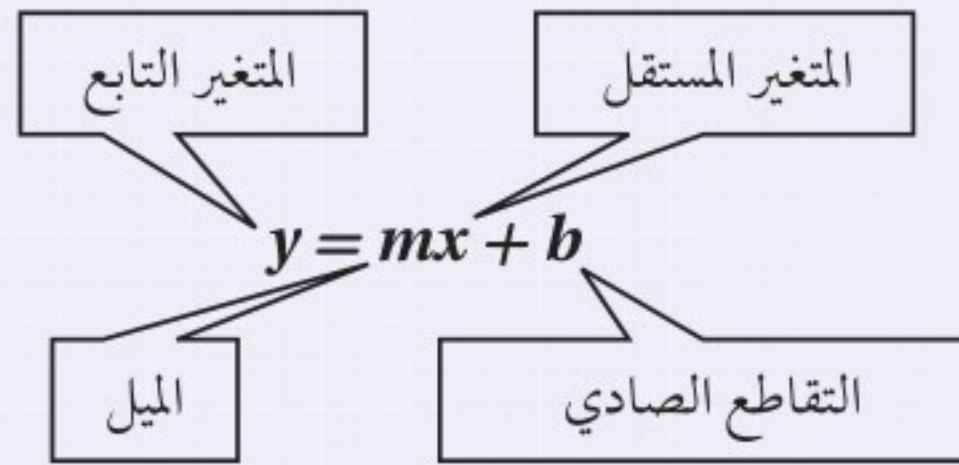 المتغير التابع
المتغير المستقل
y = mx + b
الميل
التقاطع الصادي